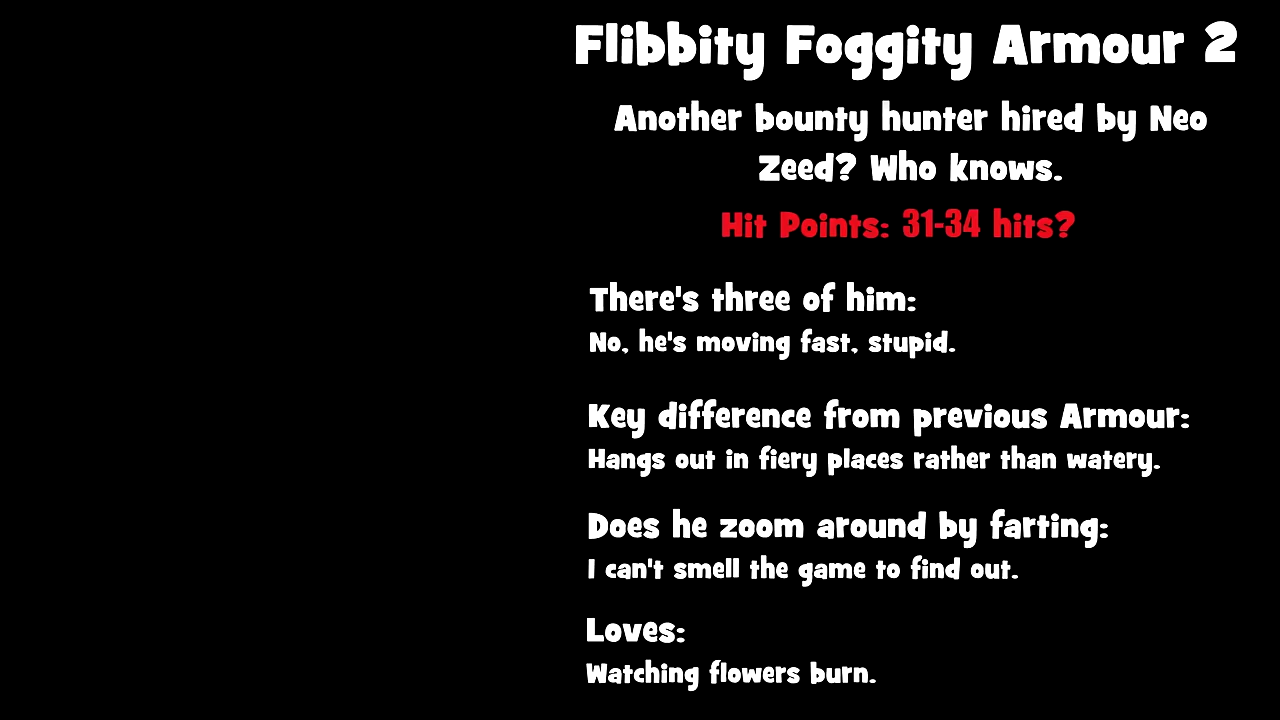 Flibbity Foggity Armour 2
Another bounty hunter hired by Neo
Zeed? Who knows.
Hit Points: 31-34 hits?
There's three of him:
No, he's moving fast, stupid.
Key difference from previous Armour:
Hangs out in fiery places rather than watery.
Does he zoom around by farting:
I can't smell the game to find out.
Loves:
Watching flowers burn.